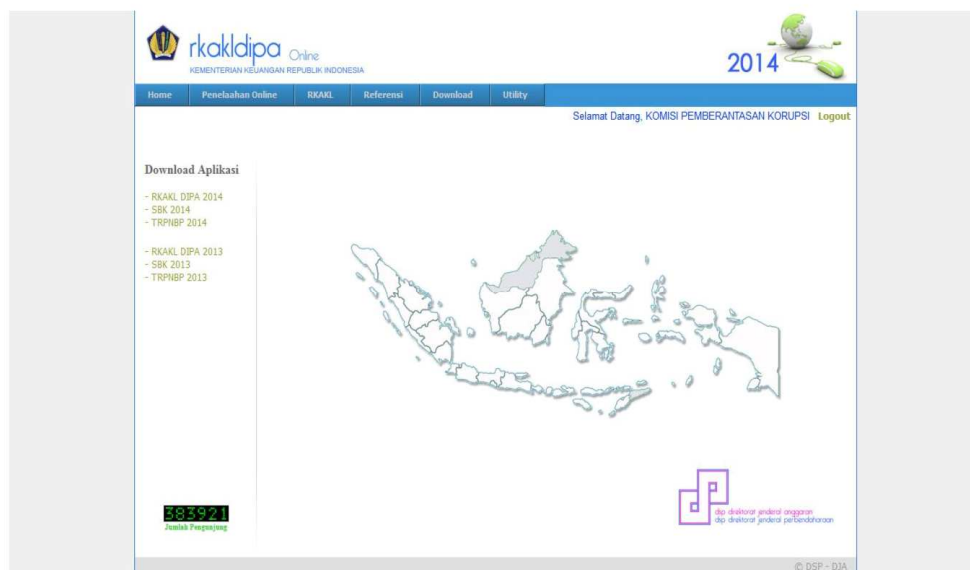 rkakldipa Online
KEMENTERIAN KEUANGAN REPUBLIK INDONESIA
2014
Home Penelaahan Online RKAKL Referensi Download Utility
Selamat Datang, KOMISI PEMBERANTASAN KORUPSI Logout
Download Aplikasi
- RKAKL DIPA 2014
- SBK 2014
- TRPNBP 2014
- RKAKL DIPA 2013
- SBK 2013
- TRPNBP 2013
383921
Jumlah Pengunjung
dsp direktorat jenderal anggaran
dsp direktorat jenderal perbendaharaan
© DSP - DJA